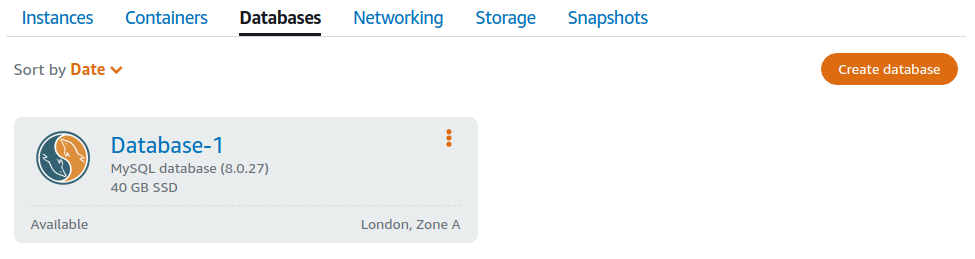 Instances Containers Databases Networking Storage Snapshots
Sort by Date
Create database
Database-1
MySQL database (8.0.27)
40 GB SSD
Available
London, Zone A